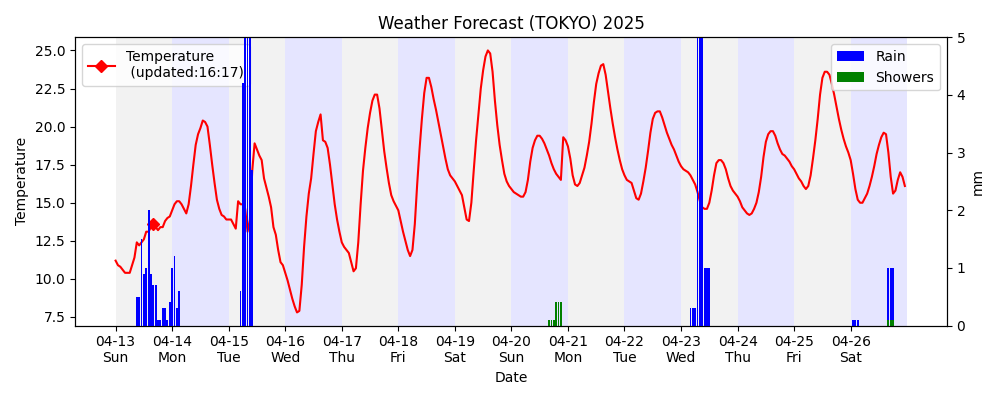 Weather Forecast (TOKYO) 2025
Temperature
(updated:16:17)
Rain
Showers
Temperature
25.0
22.5
20.0
17.5
15.0
12.5
10.0
7.5
5
4
3
2
1
0
mm
04-13 04-14 04-15 04-16 04-17 04-18 04-19 04-20 04-21 04-22 04-23 04-24 04-25 04-26
Sun Mon Tue Wed Thu Fri Sat Sun Mon Tue Wed Thu Fri Sat
Date